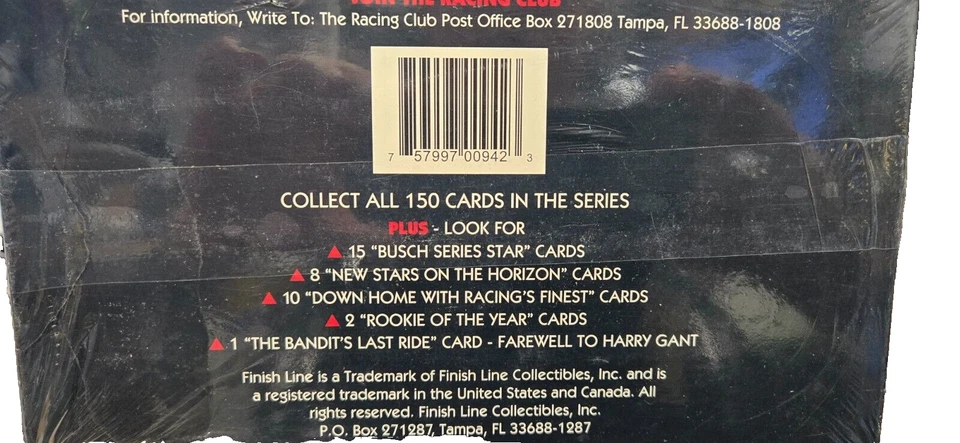 JOIN THE RACING CLUB
For information, Write To: The Racing Club Post Office Box 271808 Tampa, FL 33688-1808
7 57997 00942 3
COLLECT ALL 150 CARDS IN THE SERIES
PLUS - LOOK FOR
▲ 15 “BUSCH SERIES STAR” CARDS
▲ 8 “NEW STARS ON THE HORIZON” CARDS
▲ 10 “DOWN HOME WITH RACING’S FINEST” CARDS
▲ 2 “ROOKIE OF THE YEAR” CARDS
▲ 1 “THE BANDIT’S LAST RIDE” CARD - FAREWELL TO HARRY GANT
Finish Line is a Trademark of Finish Line Collectibles, Inc. and is
a registered trademark in the United States and Canada. All
rights reserved. Finish Line Collectibles, Inc.
P.O. Box 271287, Tampa, FL 33688-1287